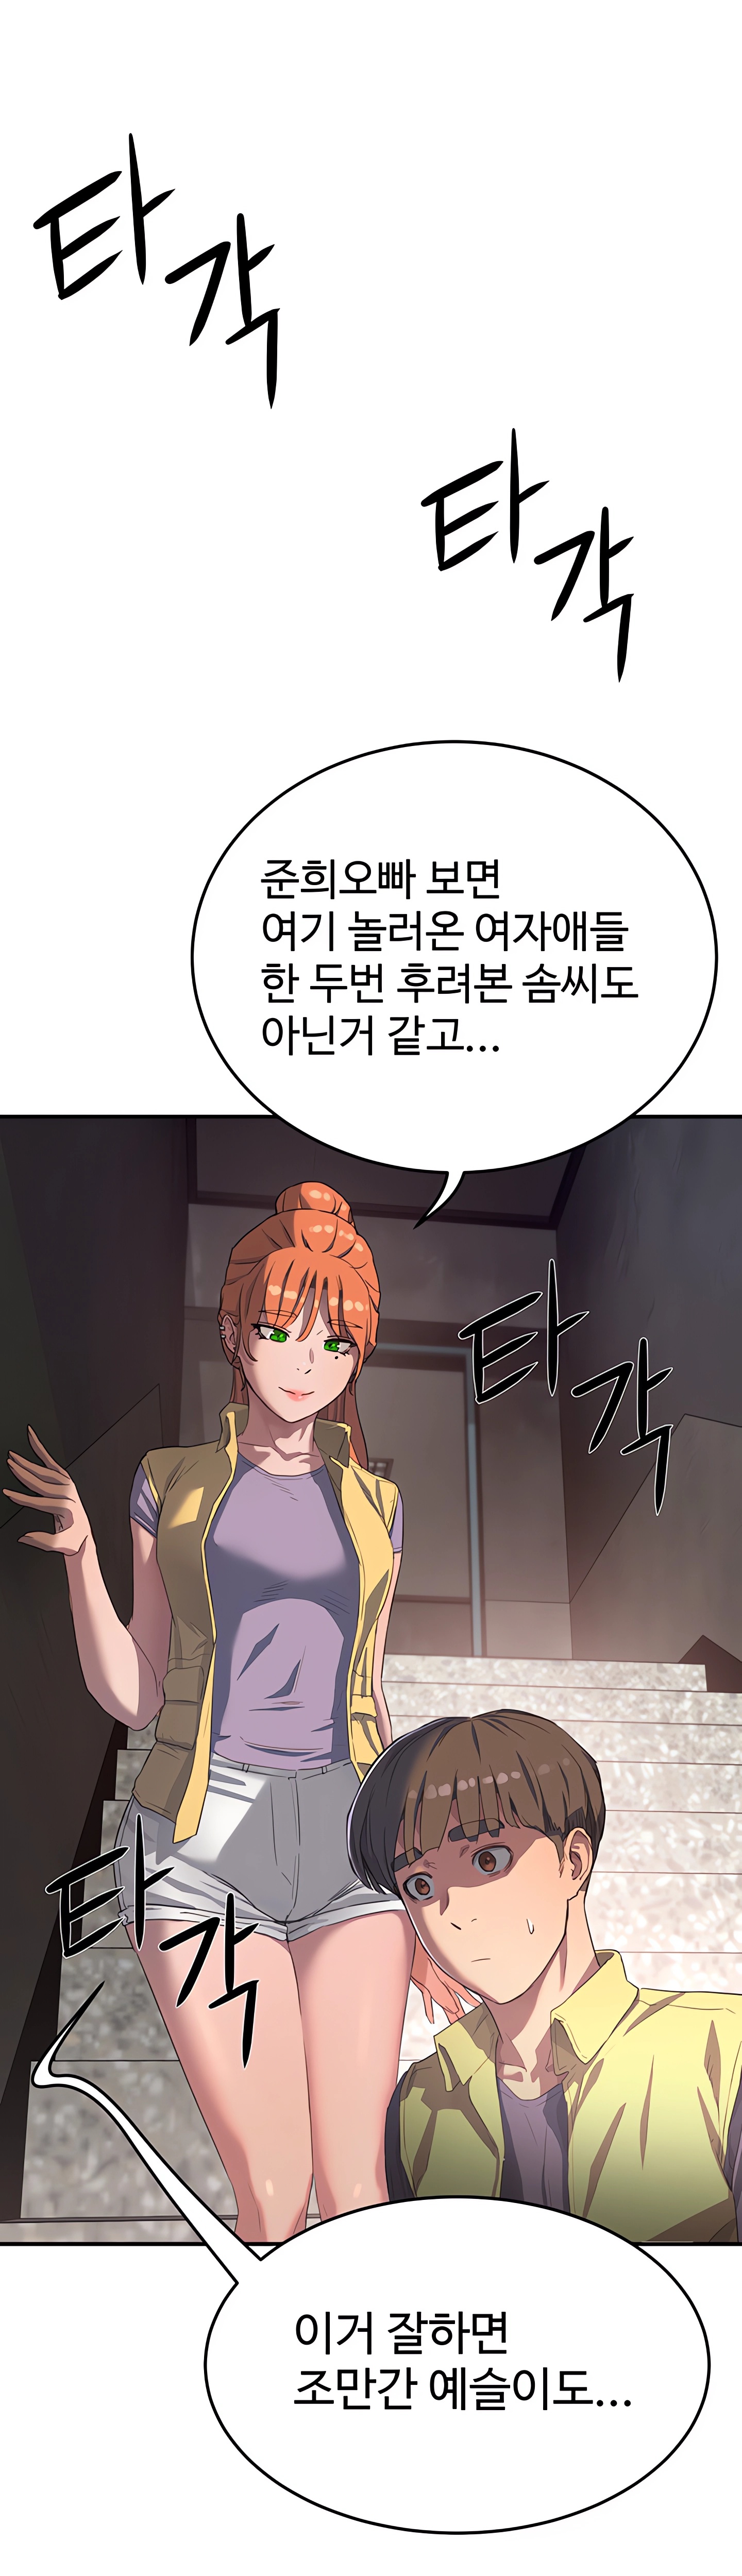 타각
타각
준희오빠 보면
여기 놀러온 여자애들
한 두번 후려본 솜씨도
아닌거 같고...
타각
타각
이거 잘하면
조만간 예슬이도...